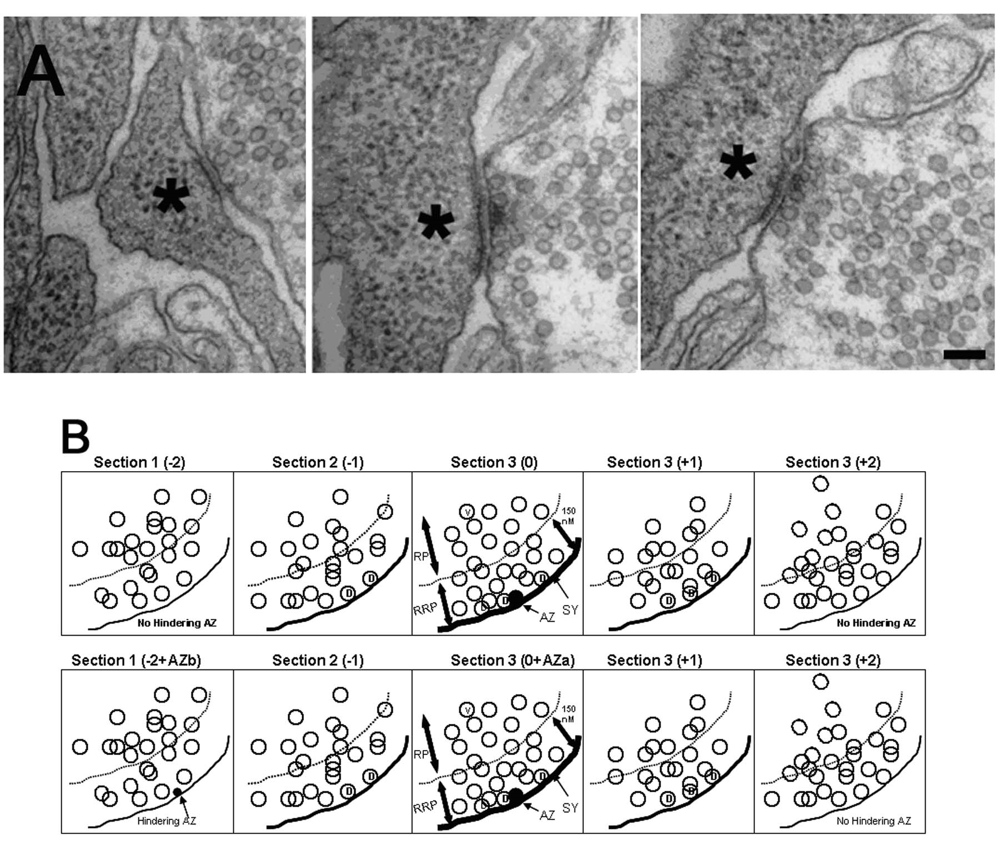 A
*
*
*
B
Section 1 (-2)
Section 2 (-1)
Section 3 (0)
Section 3 (+1)
Section 3 (+2)
V
150
nM
RP
D
D
D
D
D
RRP
D
D
D
AZ
SY
No Hindering AZ
No Hindering AZ
Section 1 (-2+AZb)
Section 2 (-1)
Section 3 (0+AZa)
Section 3 (+1)
Section 3 (+2)
V
150
nM
RP
D
D
D
D
D
RRP
D
D
D
AZ
SY
Hindering AZ
No Hindering AZ